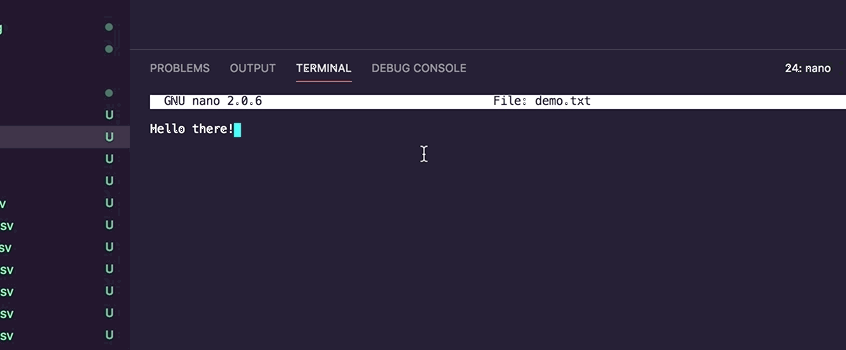 PROBLEMS OUTPUT TERMINAL DEBUG CONSOLE 24: nano
GNU nano 2.0.6 File: demo.txt
Hello there!
U
U
U
U
v U
sv U
sv U
sv U
sv U
sv U
sv U